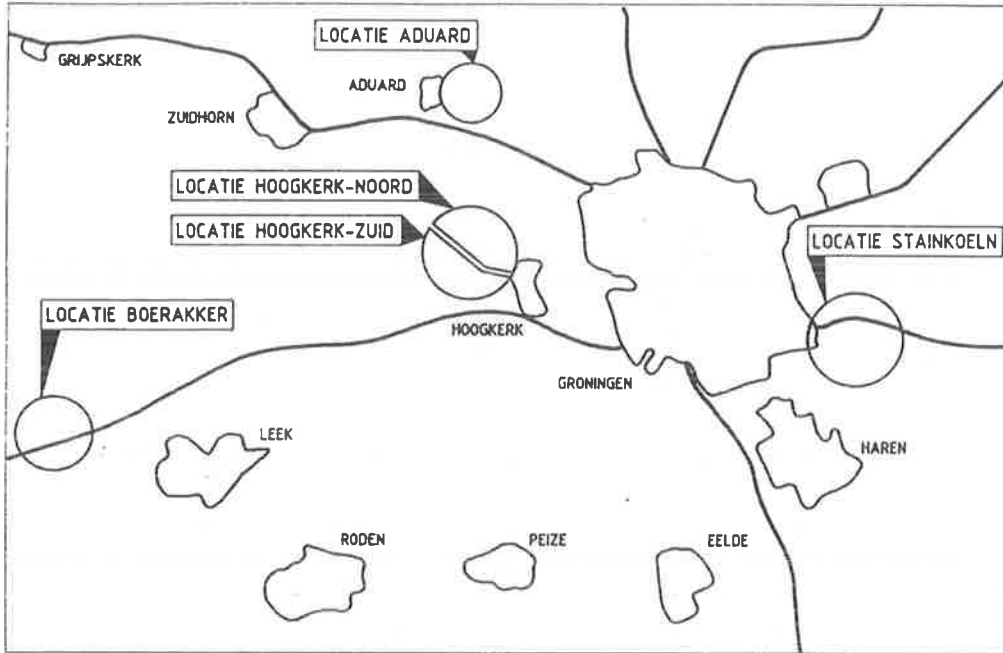 LOCATIE ADUARD
GRIJPSKERK
ADUARD
ZUIDHORN
LOCATIE HOOGKERK-NOORD
LOCATIE HOOGKERK-ZUID
LOCATIE STAINKOELN
LOCATIE BOERAKKER
HOOGKERK
GRONINGEN
LEEK
HAREN
RODEN
PEIZE
EELDE